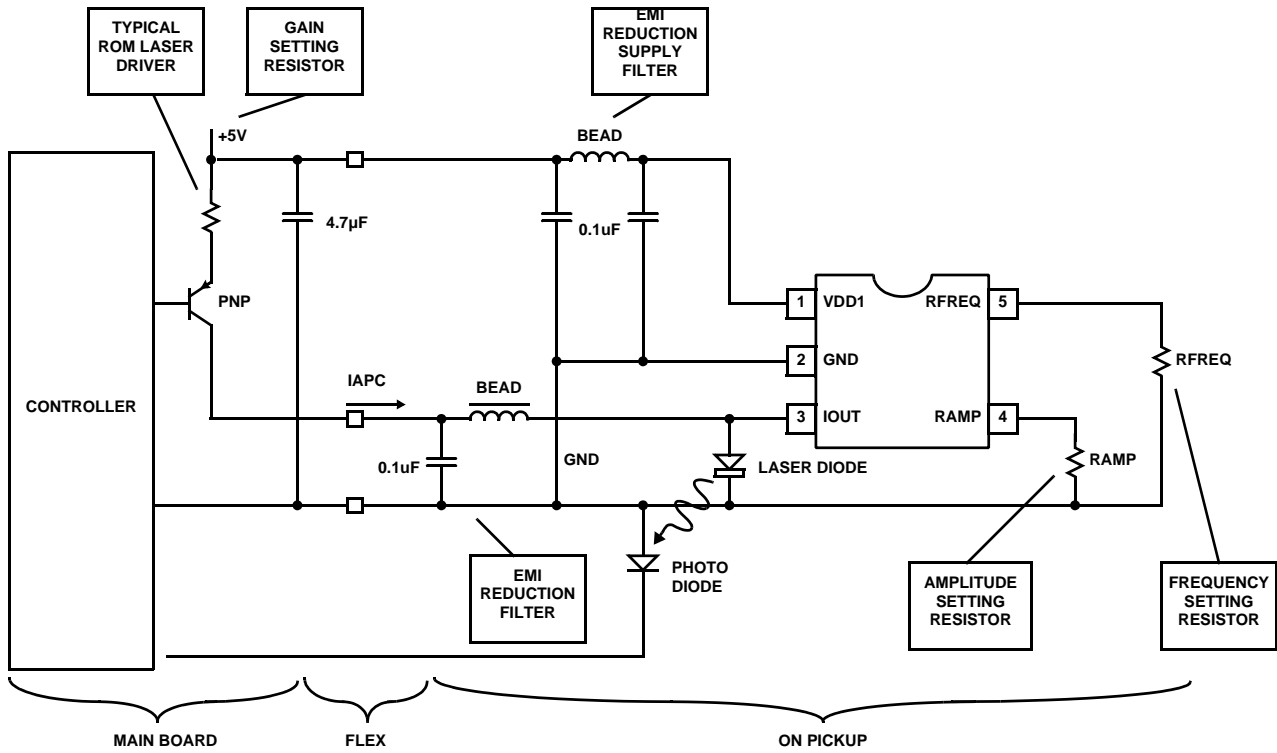 TYPICAL
ROM LASER
DRIVER
GAIN
SETTING
RESISTOR
EMI
REDUCTION
SUPPLY
FILTER
+5V
BEAD
4.7µF
0.1uF
PNP
1 VDD1
RFREQ 5
2 GND
RFREQ
IAPC
BEAD
CONTROLLER
3 IOUT
RAMP 4
0.1uF
GND
LASER DIODE
RAMP
PHOTO
DIODE
EMI
REDUCTION
FILTER
AMPLITUDE
SETTING
RESISTOR
FREQUENCY
SETTING
RESISTOR
MAIN BOARD
FLEX
ON PICKUP